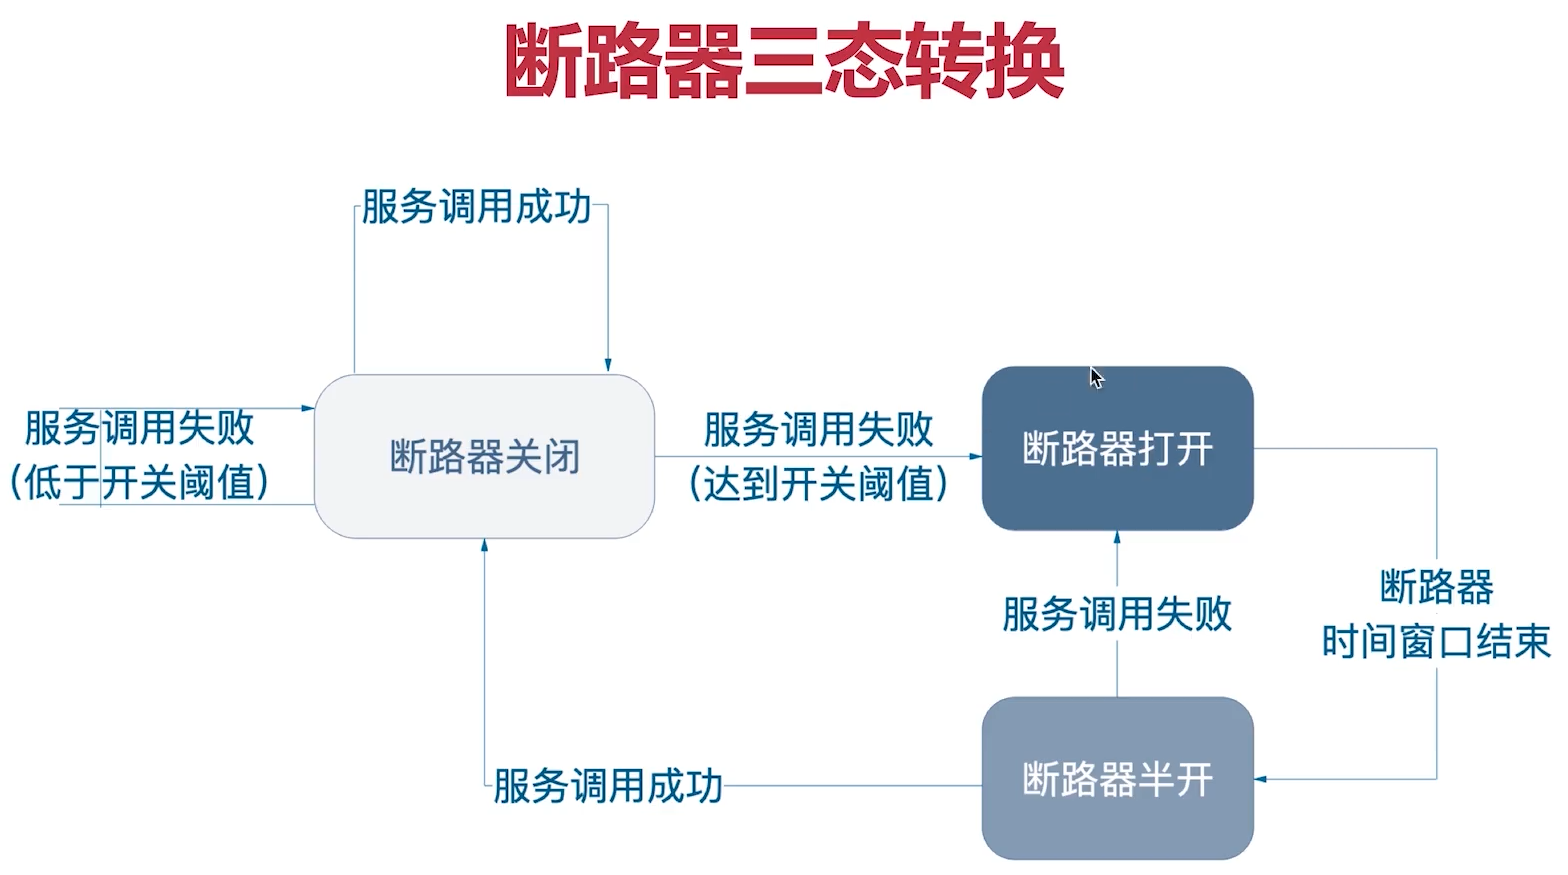 断路器三态转换
服务调用成功
服务调用失败
（低于开关阈值）
断路器关闭
服务调用失败
（达到开关阈值）
断路器打开
服务调用失败
断路器
时间窗口结束
服务调用成功
断路器半开